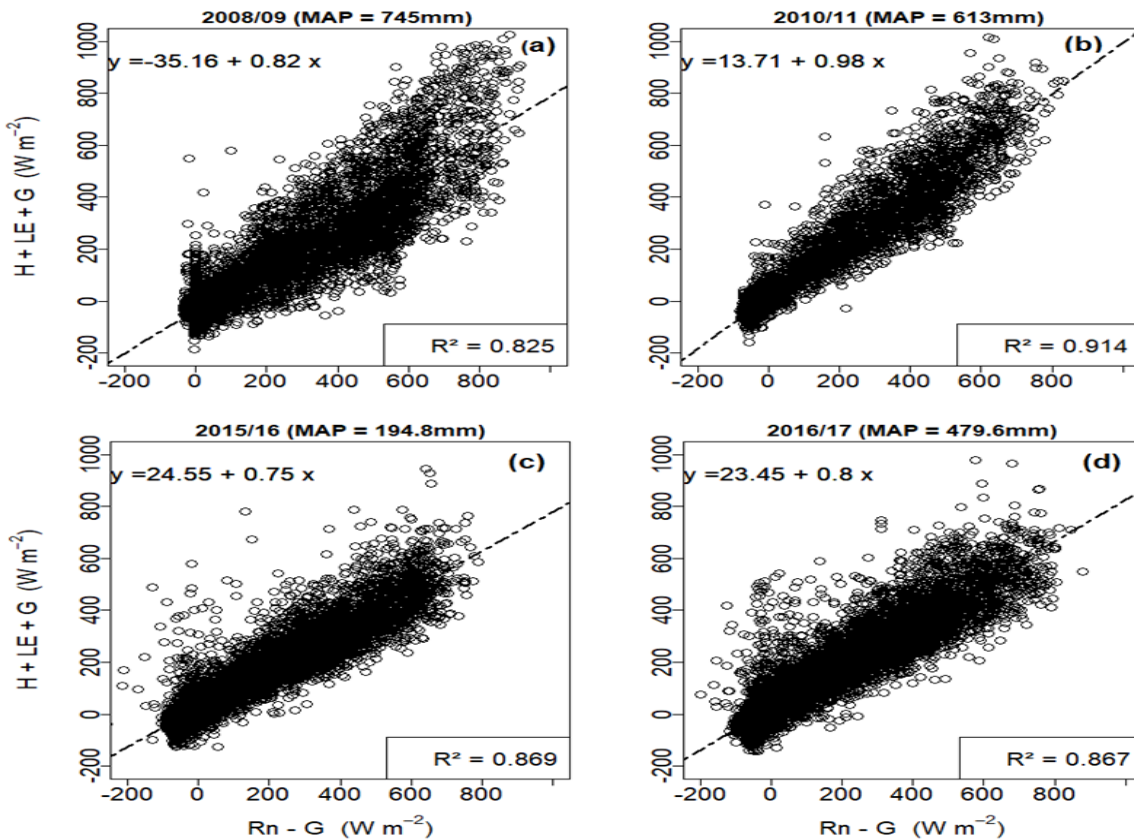 2008/09 (MAP = 745mm)
(a)
y =-35.16 + 0.82 x
1000
800
600
400
200
0
-200
R² = 0.825
-200 0 200 400 600 800
H + LE + G (W m⁻²)
2010/11 (MAP = 613mm)
(b)
y =13.71 + 0.98 x
1000
800
600
400
200
0
-200
R² = 0.914
-200 0 200 400 600 800
2015/16 (MAP = 194.8mm)
(c)
y =24.55 + 0.75 x
1000
800
600
400
200
0
-200
R² = 0.869
-200 0 200 400 600 800
H + LE + G (W m⁻²)
Rn - G (W m⁻²)
2016/17 (MAP = 479.6mm)
(d)
y =23.45 + 0.8 x
1000
800
600
400
200
0
-200
R² = 0.867
-200 0 200 400 600 800
Rn - G (W m⁻²)